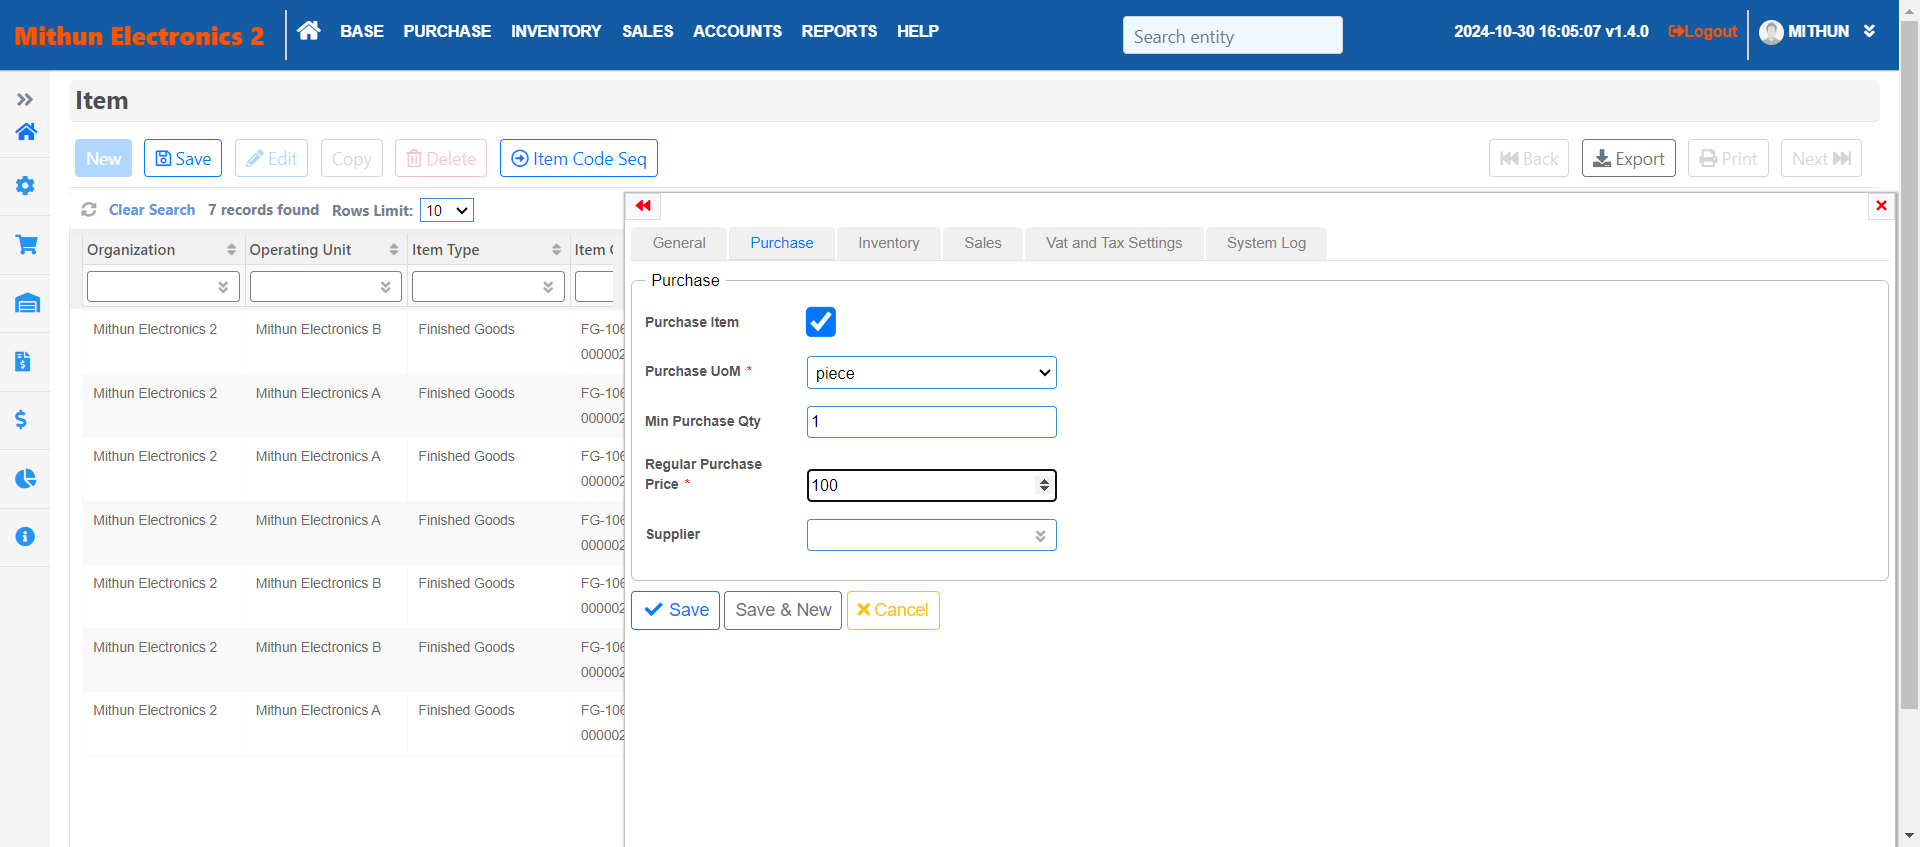 Mithun Electronics 2
BASE PURCHASE INVENTORY SALES ACCOUNTS REPORTS HELP
Search entity
2024-10-30 16:05:07 v1.4.0
Logout
MITHUN
Item
New Save Edit Copy Delete Item Code Seq
Back Export Print Next
Clear Search 7 records found Rows Limit: 10
Organization Operating Unit Item Type Item
Mithun Electronics 2 Mithun Electronics B Finished Goods FG-106
000002
Mithun Electronics 2 Mithun Electronics A Finished Goods FG-106
000002
Mithun Electronics 2 Mithun Electronics A Finished Goods FG-106
000002
Mithun Electronics 2 Mithun Electronics A Finished Goods FG-106
000002
Mithun Electronics 2 Mithun Electronics B Finished Goods FG-106
000002
Mithun Electronics 2 Mithun Electronics B Finished Goods FG-106
000002
Mithun Electronics 2 Mithun Electronics A Finished Goods FG-106
000002
General Purchase Inventory Sales Vat and Tax Settings System Log
Purchase
Purchase Item
Purchase UoM * piece
Min Purchase Qty 1
Regular Purchase
Price * 100
Supplier
Save Save & New Cancel